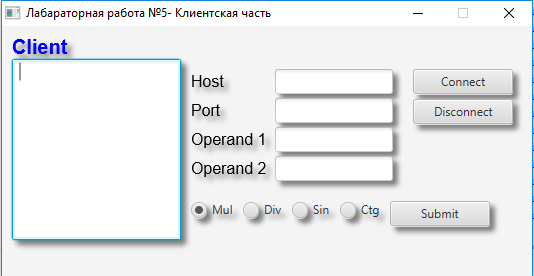 Лабараторная работа №5- Клиентская часть
Client
Host
Connect
Port
Disconnect
Operand 1
Operand 2
Mul Div Sin Ctg Submit